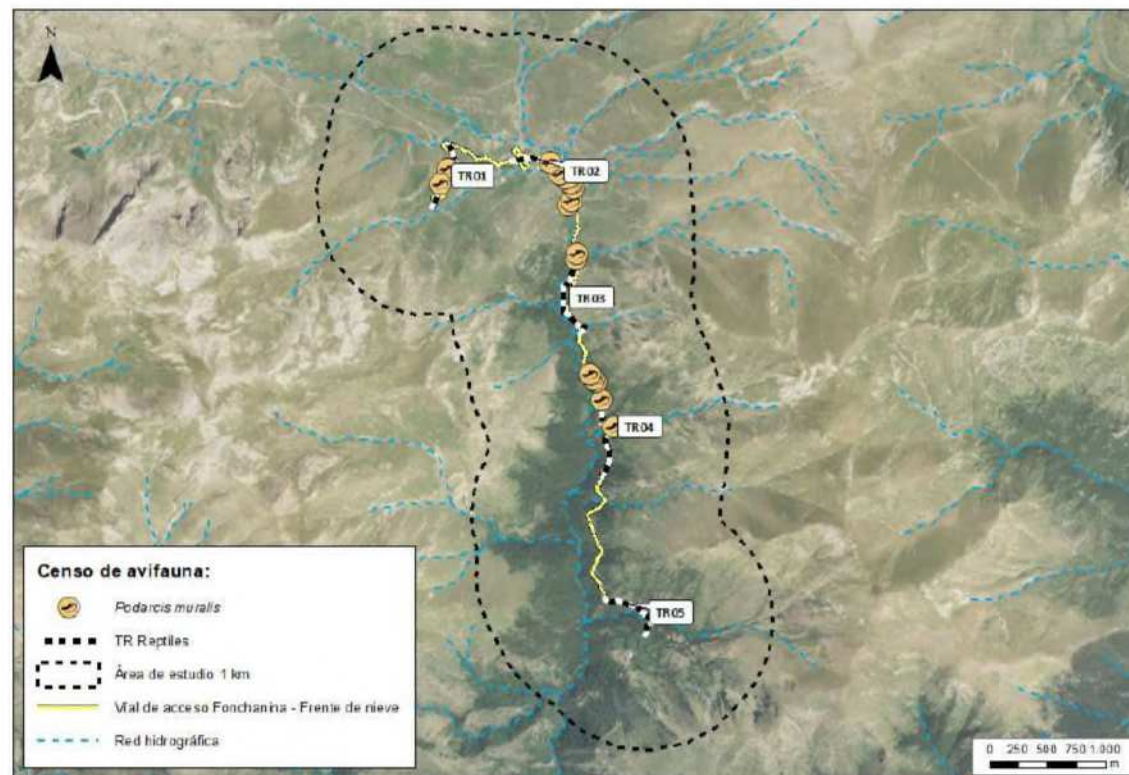 N
TR01
TR02
TR03
TR04
TR05
Censo de avifauna:
Podarcis muralis
TR Reptiles
Área de estudio 1 km
Vial de acceso Fonchanina - Frente de nieve
Red hidrográfica
0 250 500 750 1.000
m